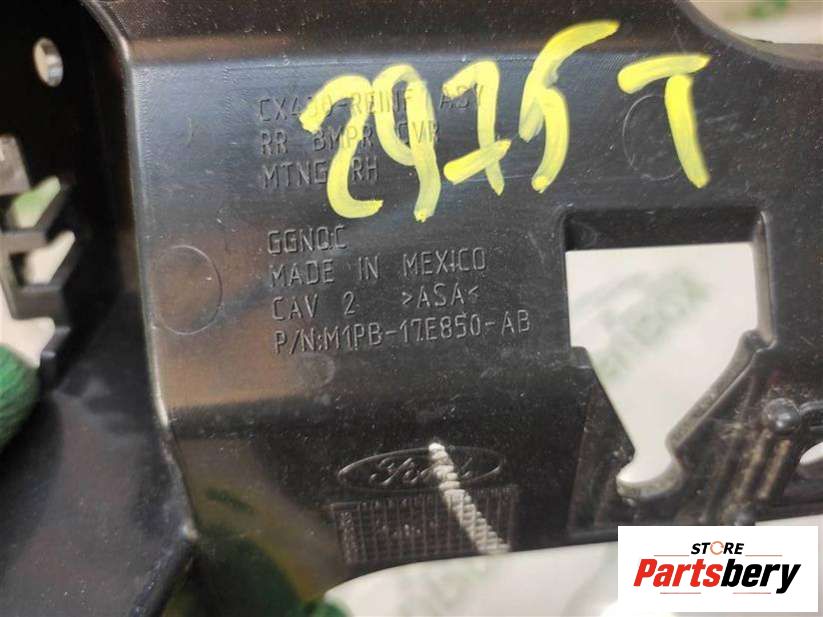 2975 T
CX430-REINF ASY
RR BMPR CVR
MTNG RH
GGNQC
MADE IN MEXICO
CAV 2 >ASA<
P/N:M1PB-17E850-AB
Ford
STORE
Partsbery